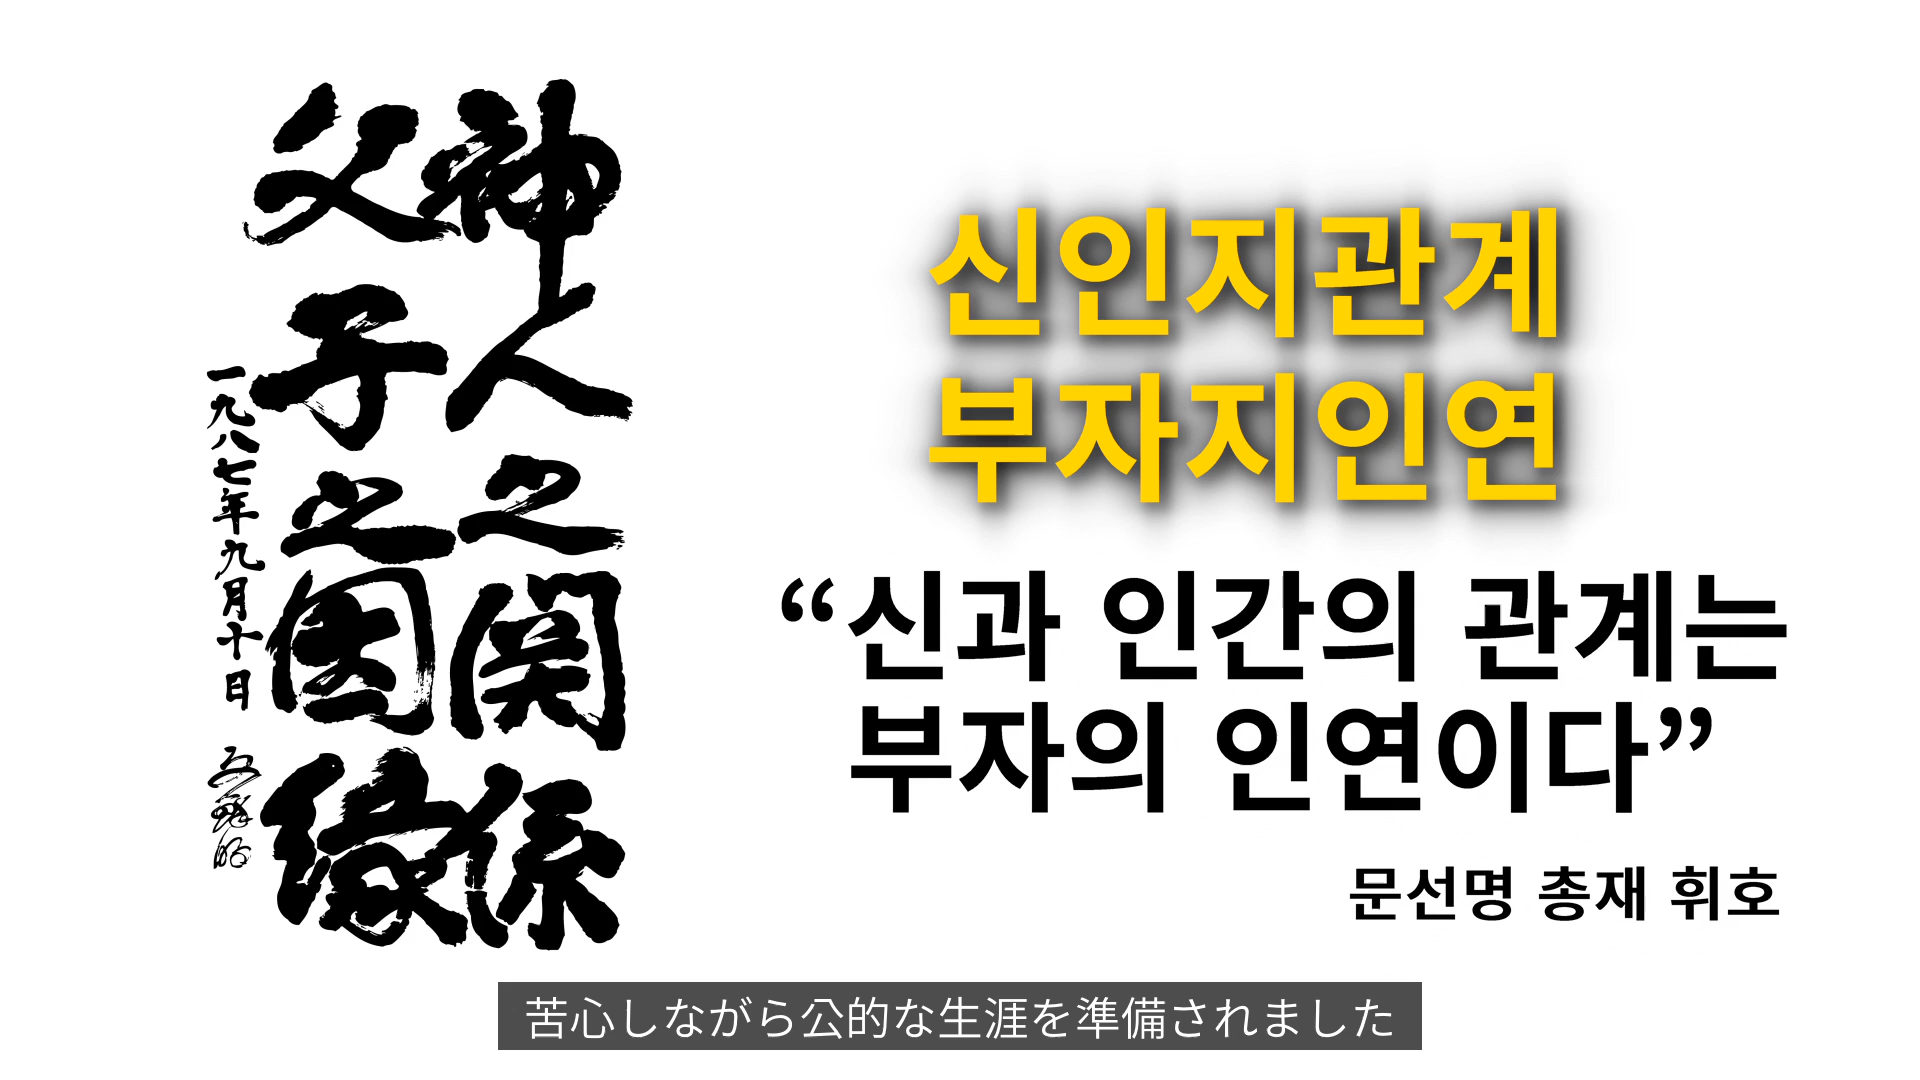 神人之関係
父子之因縁
一九八七年九月十日
신인지관계
부자지인연
“신과 인간의 관계는
부자의 인연이다”
문선명 총재 휘호
苦心しながら公的な生涯を準備されました